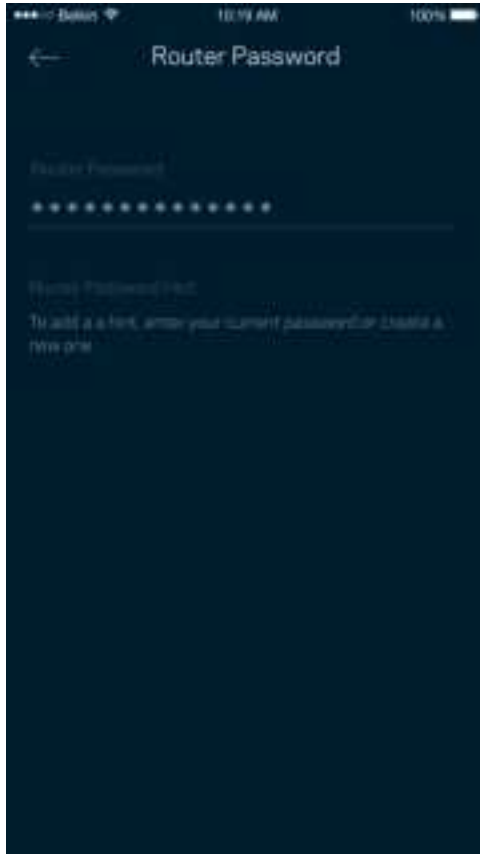 Belkin 10:19 AM 100%
Router Password
Router Password
••••••••••••••
Router Password Hint
To add a a hint, enter your current password or create a
new one